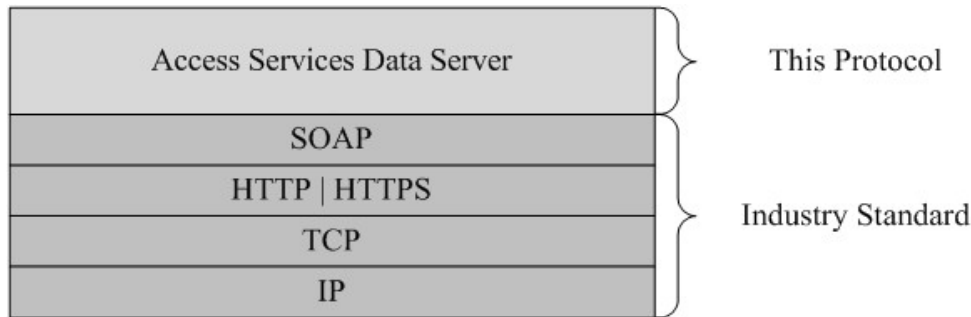 Access Services Data Server
This Protocol
SOAP
HTTP | HTTPS
TCP
IP
Industry Standard